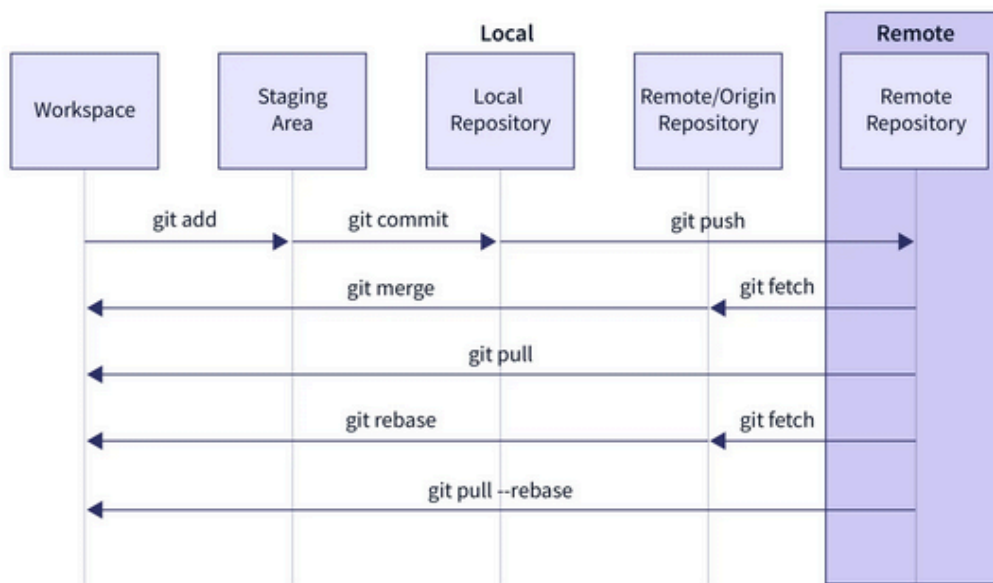 Local
Remote
Workspace
Staging
Area
Local
Repository
Remote/Origin
Repository
Remote
Repository
git add
git commit
git push
git merge
git fetch
git pull
git rebase
git fetch
git pull --rebase